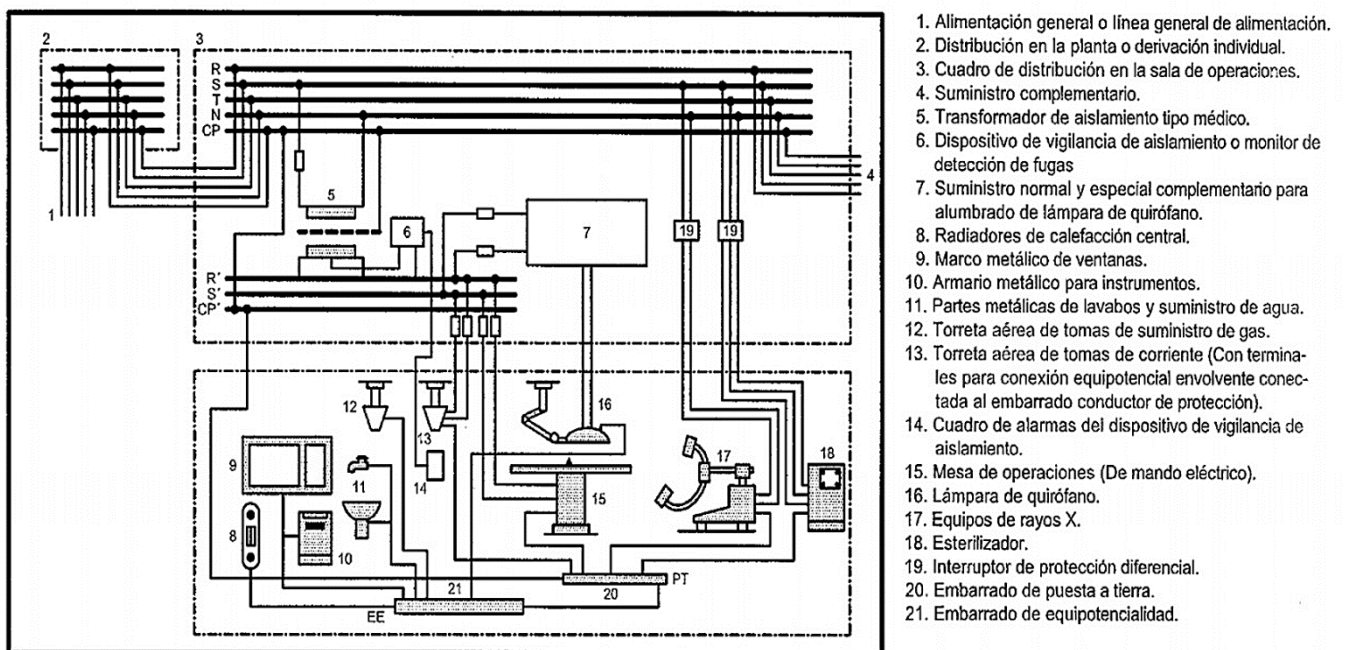 2
3
R
S
T
N
CP
1
4
5
6
7
19
19
R'
S'
CP'
12
13
16
9
11
14
15
17
18
8
10
21
20
PT
EE
1. Alimentación general o línea general de alimentación.
2. Distribución en la planta o derivación individual.
3. Cuadro de distribución en la sala de operaciones.
4. Suministro complementario.
5. Transformador de aislamiento tipo médico.
6. Dispositivo de vigilancia de aislamiento o monitor de
detección de fugas
7. Suministro normal y especial complementario para
alumbrado de lámpara de quirófano.
8. Radiadores de calefacción central.
9. Marco metálico de ventanas.
10. Armario metálico para instrumentos.
11. Partes metálicas de lavabos y suministro de agua.
12. Torreta aérea de tomas de suministro de gas.
13. Torreta aérea de tomas de corriente (Con termina-
les para conexión equipotencial envolvente conec-
tada al embarrado conductor de protección).
14. Cuadro de alarmas del dispositivo de vigilancia de
aislamiento.
15. Mesa de operaciones (De mando eléctrico).
16. Lámpara de quirófano.
17. Equipos de rayos X.
18. Esterilizador.
19. Interruptor de protección diferencial.
20. Embarrado de puesta a tierra.
21. Embarrado de equipotencialidad.